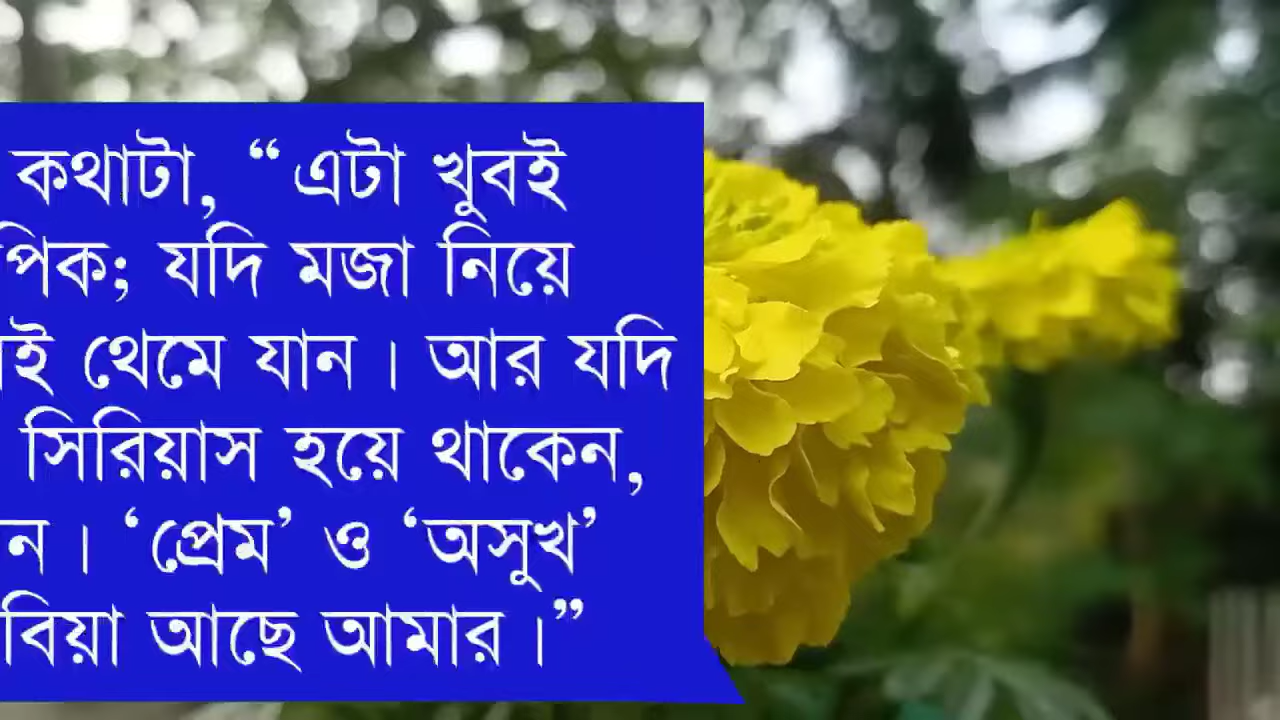 কথাটা, “এটা খুবই
পিক; যদি মজা নিয়ে
ই থেমে যান। আর যদি
সিরিয়াস হয়ে থাকেন,
ন। ‘প্রেম’ ও ‘অসুখ’
বিয়া আছে আমার।”